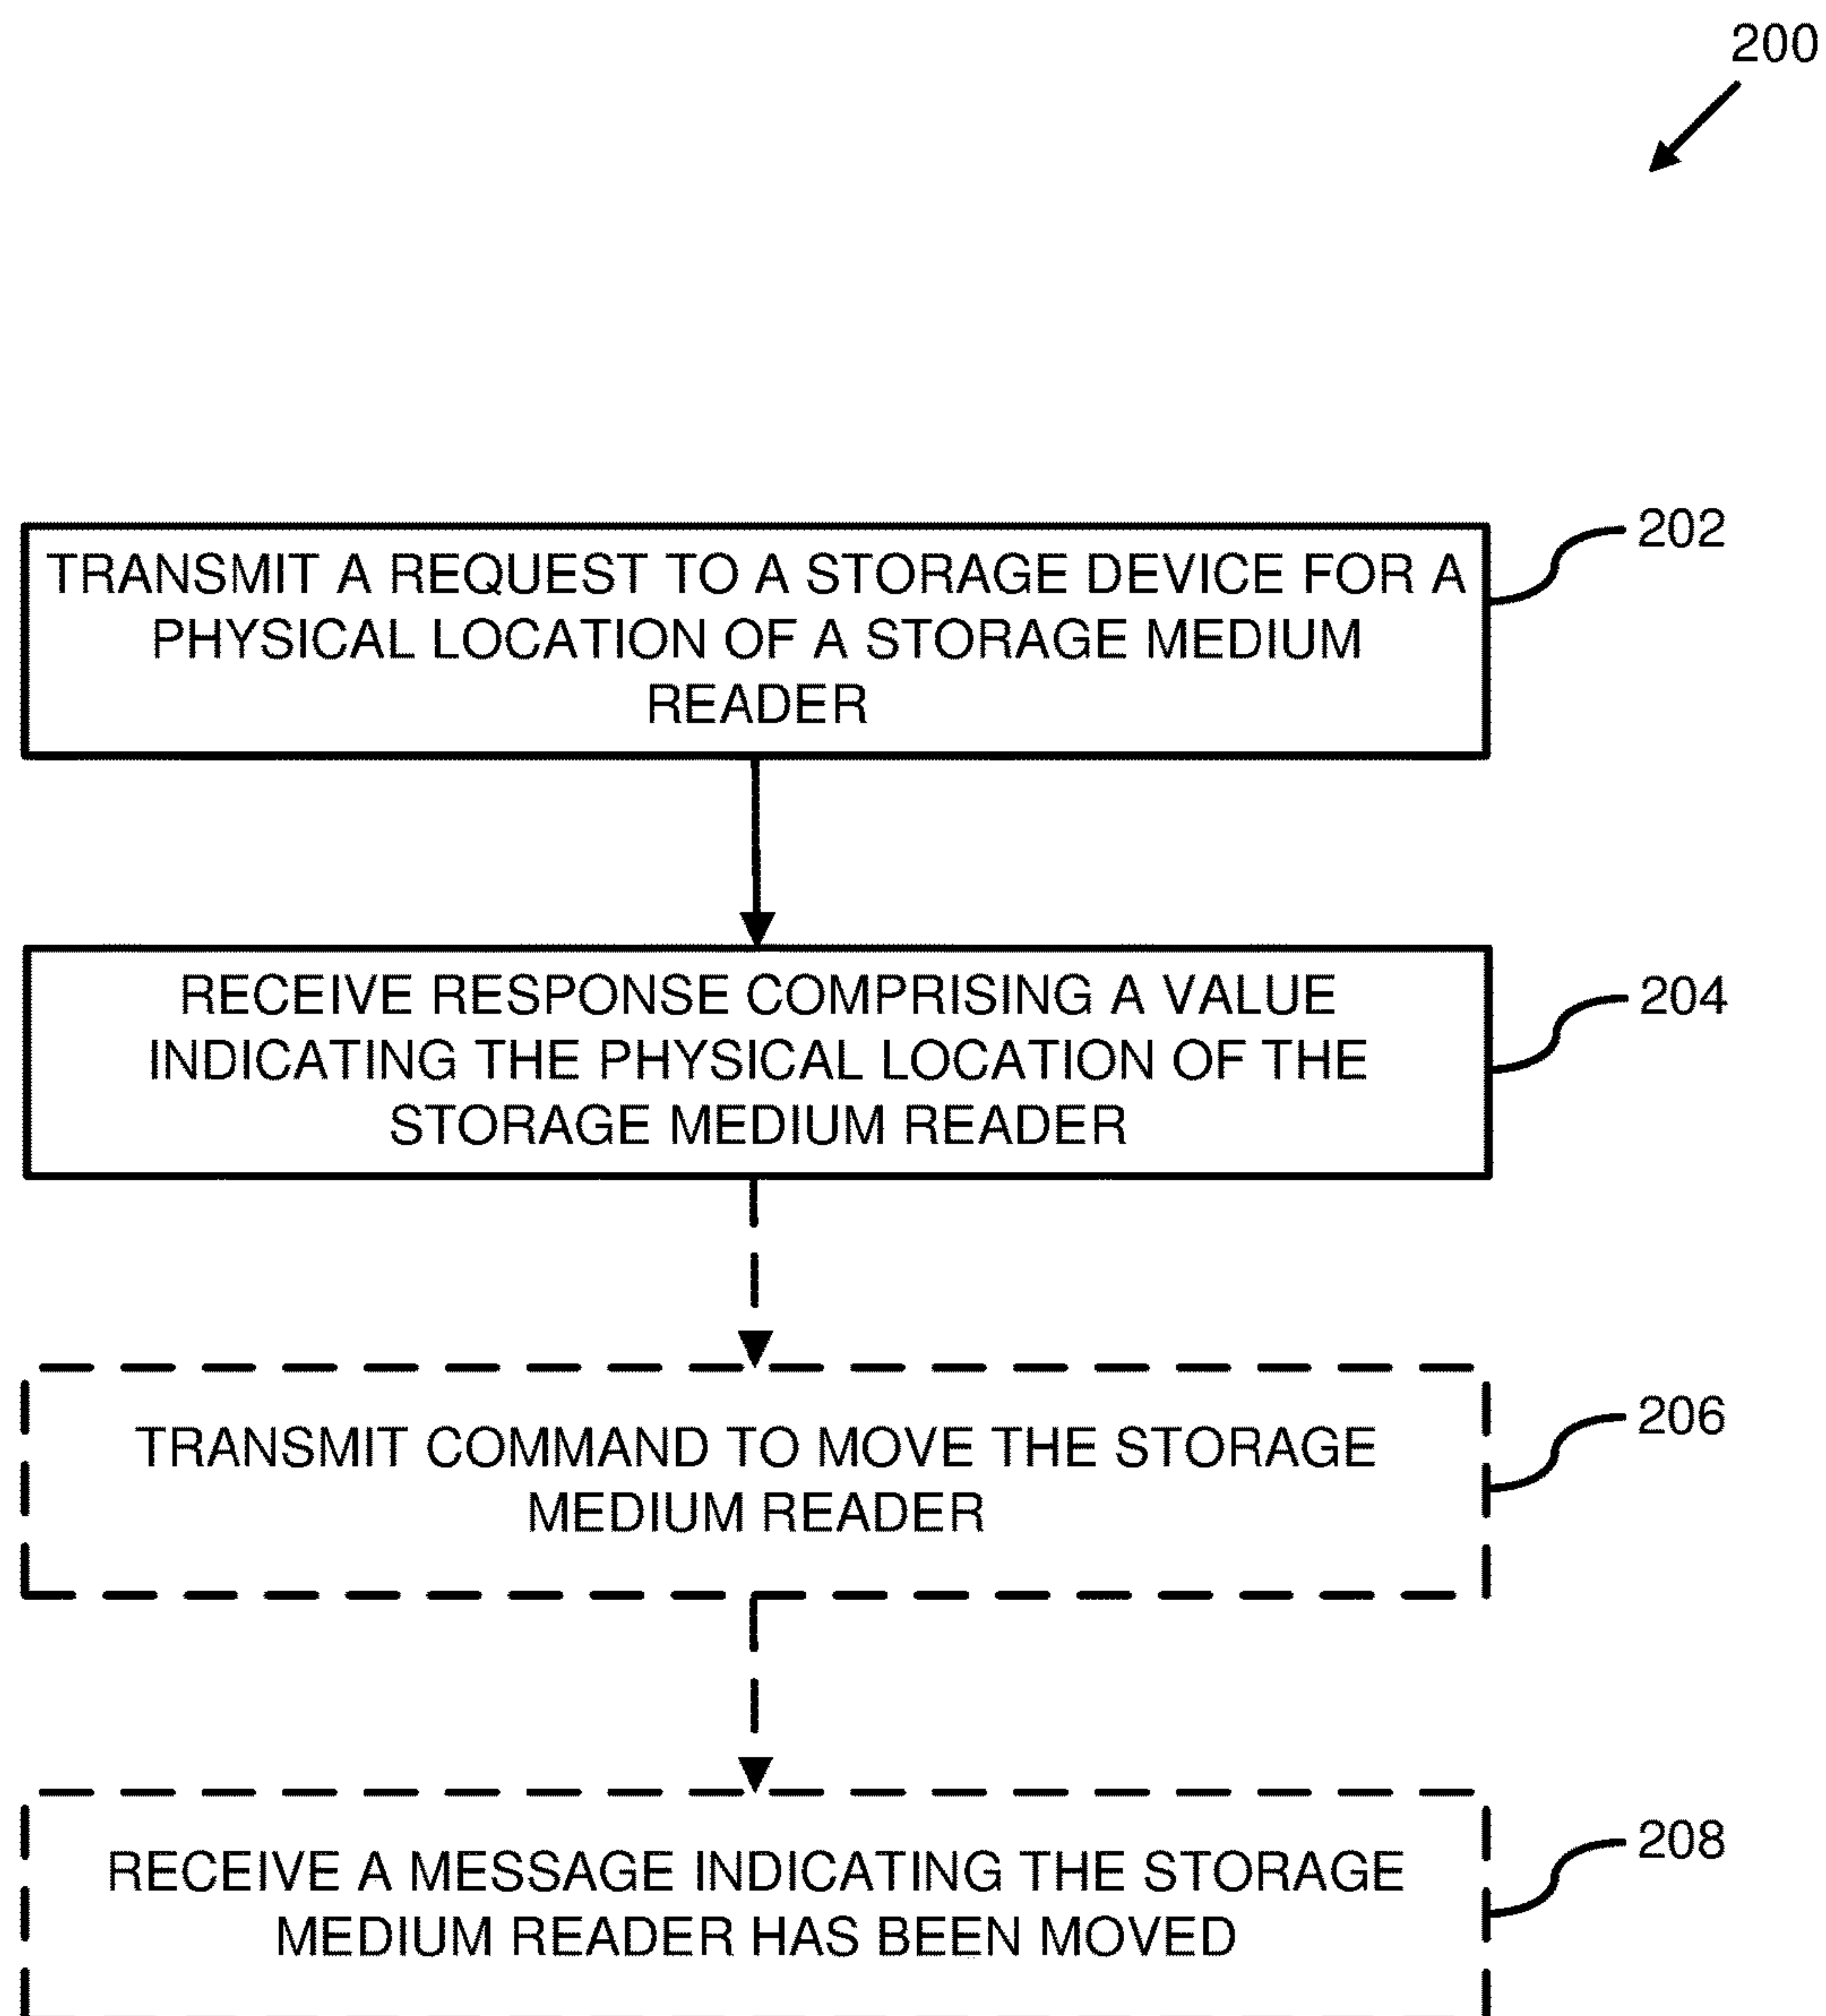 200
202
TRANSMIT A REQUEST TO A STORAGE DEVICE FOR A
PHYSICAL LOCATION OF A STORAGE MEDIUM
READER
204
RECEIVE RESPONSE COMPRISING A VALUE
INDICATING THE PHYSICAL LOCATION OF THE
STORAGE MEDIUM READER
206
TRANSMIT COMMAND TO MOVE THE STORAGE
MEDIUM READER
208
RECEIVE A MESSAGE INDICATING THE STORAGE
MEDIUM READER HAS BEEN MOVED